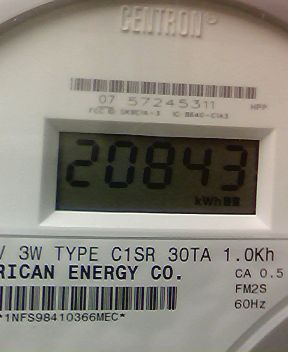 CENTRON®
07 57245311 HPP
20843
kWh
V 3W TYPE C1SR 30TA 1.0Kh
RICAN ENERGY CO. CA 0.5
FM2S
60Hz
*1NFS98410366MEC*